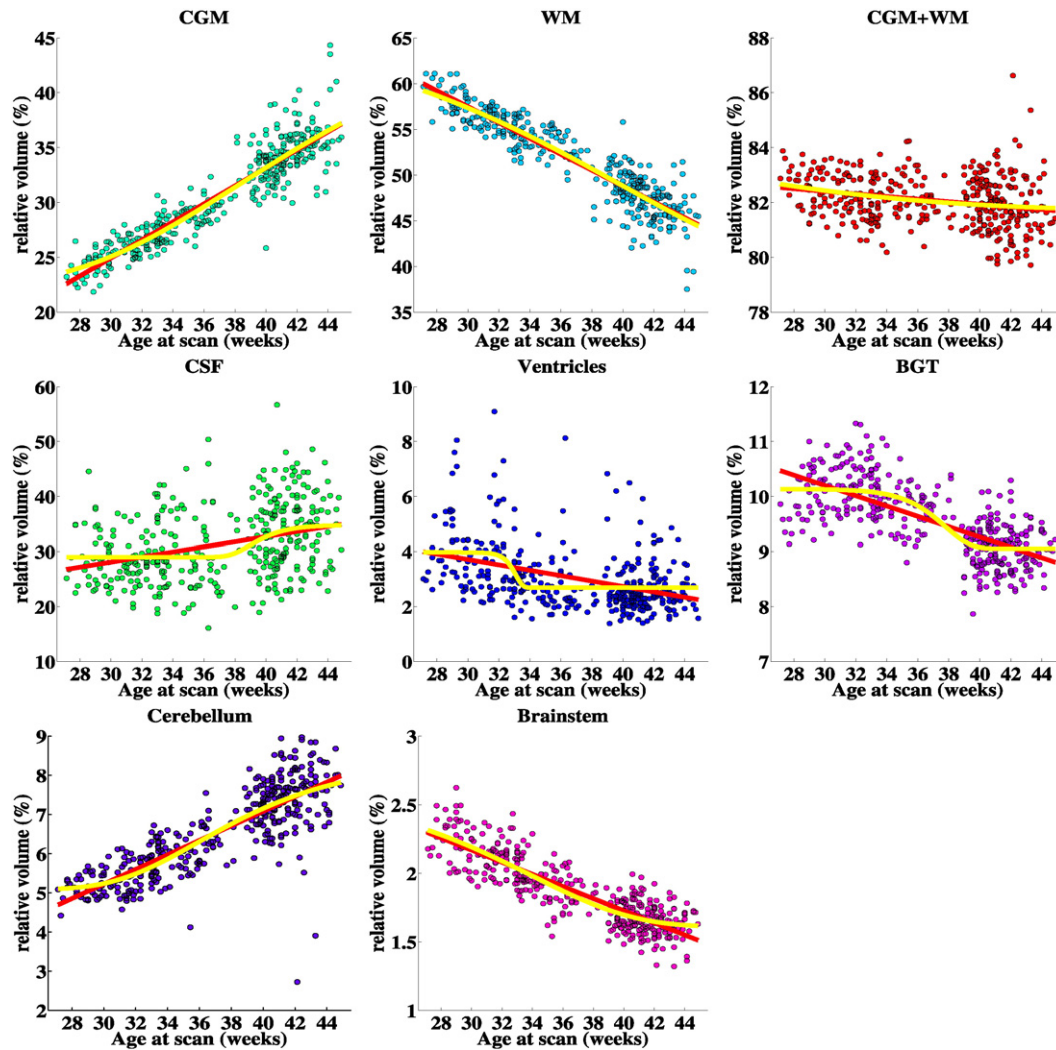 CGM
WM
CGM+WM
relative volume (%)
45
40
35
30
25
20
28 30 32 34 36 38 40 42 44
Age at scan (weeks)
relative volume (%)
65
60
55
50
45
40
35
28 30 32 34 36 38 40 42 44
Age at scan (weeks)
relative volume (%)
88
86
84
82
80
78
28 30 32 34 36 38 40 42 44
Age at scan (weeks)
CSF
Ventricles
BGT
relative volume (%)
60
50
40
30
20
10
28 30 32 34 36 38 40 42 44
Age at scan (weeks)
relative volume (%)
10
8
6
4
2
0
28 30 32 34 36 38 40 42 44
Age at scan (weeks)
relative volume (%)
12
11
10
9
8
7
28 30 32 34 36 38 40 42 44
Age at scan (weeks)
Cerebellum
Brainstem
relative volume (%)
9
8
7
6
5
4
3
2
28 30 32 34 36 38 40 42 44
Age at scan (weeks)
relative volume (%)
3
2.5
2
1.5
1
28 30 32 34 36 38 40 42 44
Age at scan (weeks)